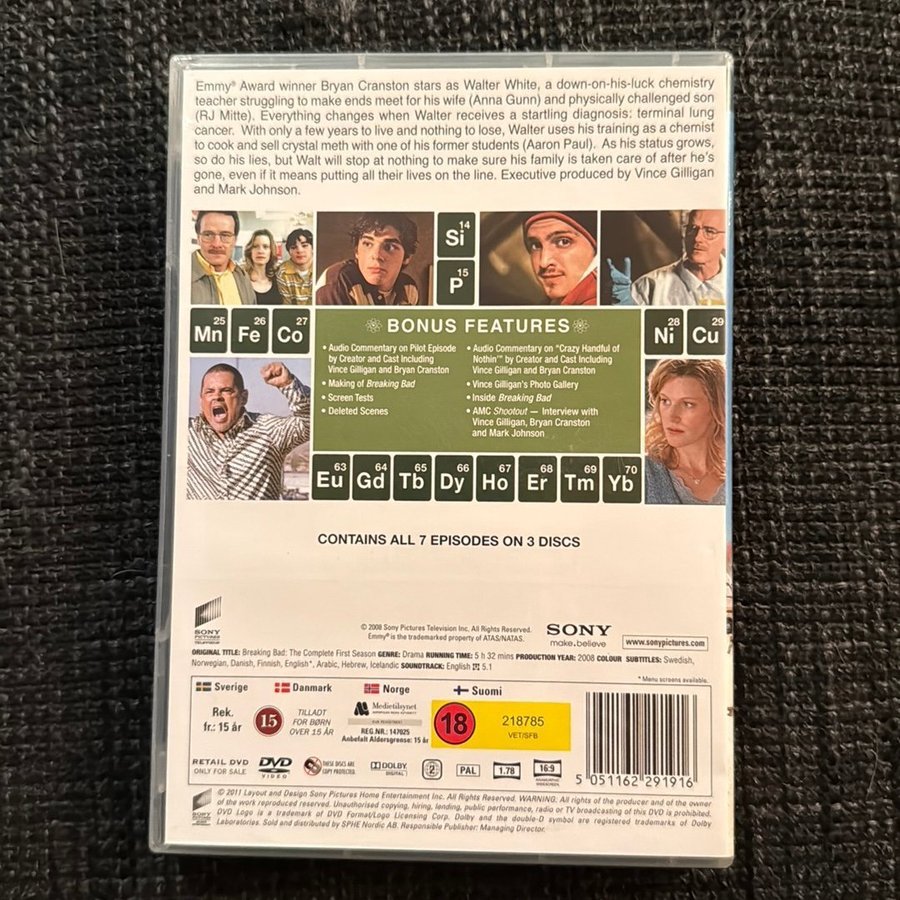 Emmy® Award winner Bryan Cranston stars as Walter White, a down-on-his-luck chemistry
teacher struggling to make ends meet for his wife (Anna Gunn) and physically challenged son
(RJ Mitte). Everything changes when Walter receives a startling diagnosis: terminal lung
cancer. With only a few years to live and nothing to lose, Walter uses his training as a chemist
to cook and sell crystal meth with one of his former students (Aaron Paul). As his status grows,
so do his lies, but Walt will stop at nothing to make sure his family is taken care of after he's
gone, even if it means putting all their lives on the line. Executive produced by Vince Gilligan
and Mark Johnson.
14
Si
15
P
25
Mn
26
Fe
27
Co
28
Ni
29
Cu
BONUS FEATURES
• Audio Commentary on Pilot Episode
by Creator and Cast Including
Vince Gilligan and Bryan Cranston
• Making of Breaking Bad
• Screen Tests
• Deleted Scenes
• Audio Commentary on "Crazy Handful of
Nothin'" by Creator and Cast Including
Vince Gilligan and Bryan Cranston
• Vince Gilligan's Photo Gallery
• Inside Breaking Bad
• AMC Shootout — Interview with
Vince Gilligan, Bryan Cranston
and Mark Johnson
63
Eu
64
Gd
65
Tb
66
Dy
67
Ho
68
Er
69
Tm
70
Yb
CONTAINS ALL 7 EPISODES ON 3 DISCS
SONY
PICTURES
TELEVISION
© 2008 Sony Pictures Television Inc. All Rights Reserved.
Emmy® is the trademarked property of ATAS/NATAS.
SONY
make.believe
www.sonypictures.com
ORIGINAL TITLE: Breaking Bad: The Complete First Season GENRE: Drama RUNNING TIME: 5 h 32 mins PRODUCTION YEAR: 2008 COLOUR SUBTITLES: Swedish,
Norwegian, Danish, Finnish, English*, Arabic, Hebrew, Icelandic SOUNDTRACK: English 5.1
* Menu screens available.
Sverige
Danmark
Norge
Suomi
Rek.
fr.: 15 år
15
TILLADT
FOR BØRN
OVER 15 ÅR
Medietilsynet
REG.NR.: 147025
Anbefalt Aldersgrense: 15 år
18
218785
VET/SFB
RETAIL DVD
ONLY FOR SALE
DVD
VIDEO
THESE DISCS ARE
COPY PROTECTED.
DOLBY
DIGITAL
2
PAL
1.78
16:9
ANAMORPHIC
WIDESCREEN
5 051162 291916
© 2011 Layout and Design Sony Pictures Home Entertainment Inc. All Rights Reserved. WARNING: All rights of the producer and of the owner
of the work reproduced reserved. Unauthorised copying, hiring, lending, public performance, radio or TV broadcasting of this DVD is prohibited.
DVD Logo is a trademark of DVD Format/Logo Licensing Corp. Dolby and the double-D symbol are registered trademarks of Dolby
Laboratories. Sold and distributed by SPHE Nordic AB. Responsible Publisher: Managing Director.